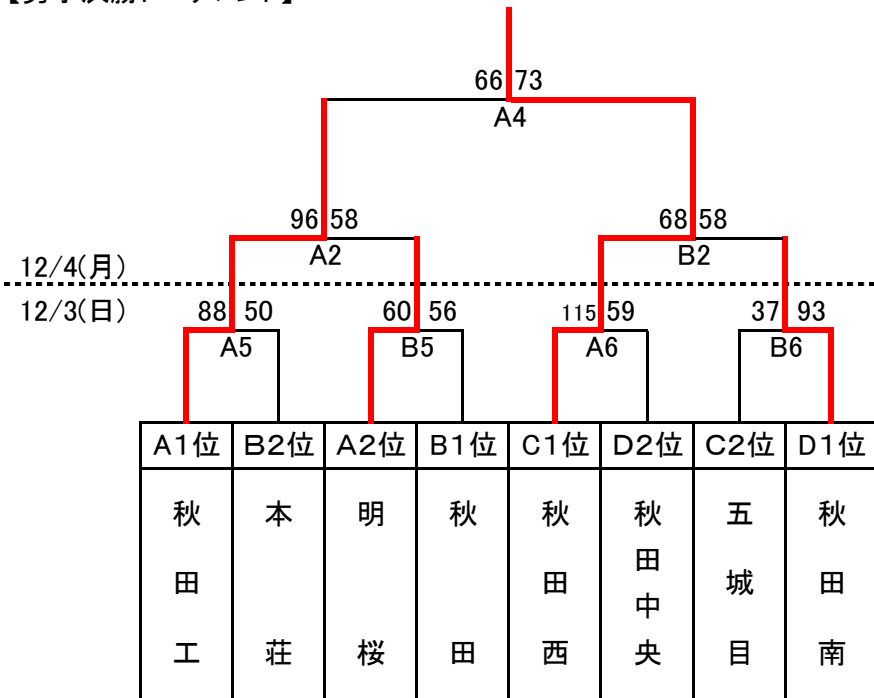 66 73
A4
96 58
68 58
A2
B2
12/4(月)
12/3(日)
88 50
60 56
115 59
37 93
A5
B5
A6
B6
A1位 B2位 A2位 B1位 C1位 D2位 C2位 D1位
秋田工
本荘
明桜
秋田
秋田西
秋田中央
五城目
秋田南